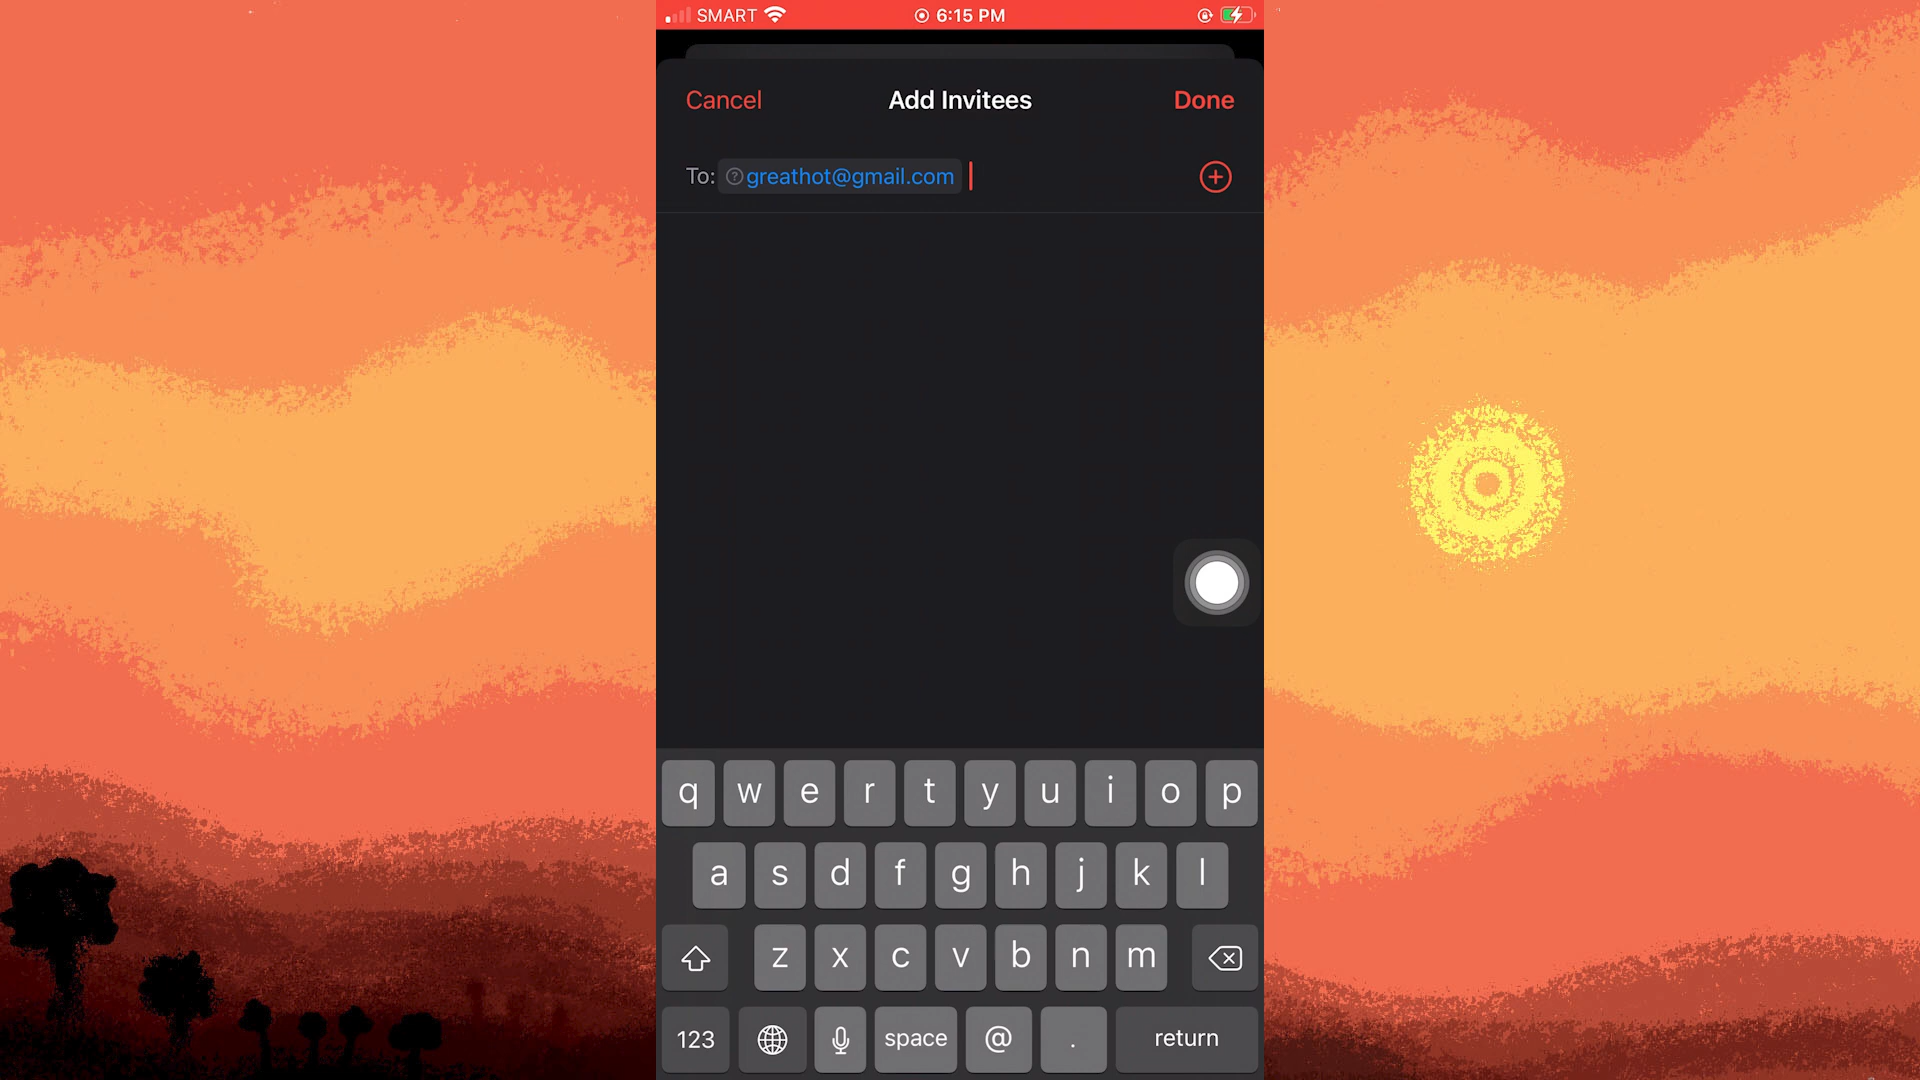 SMART 6:15 PM
Cancel Add Invitees Done
To: greathot@gmail.com
q w e r t y u i o p
a s d f g h j k l
z x c v b n m
123 space @ . return